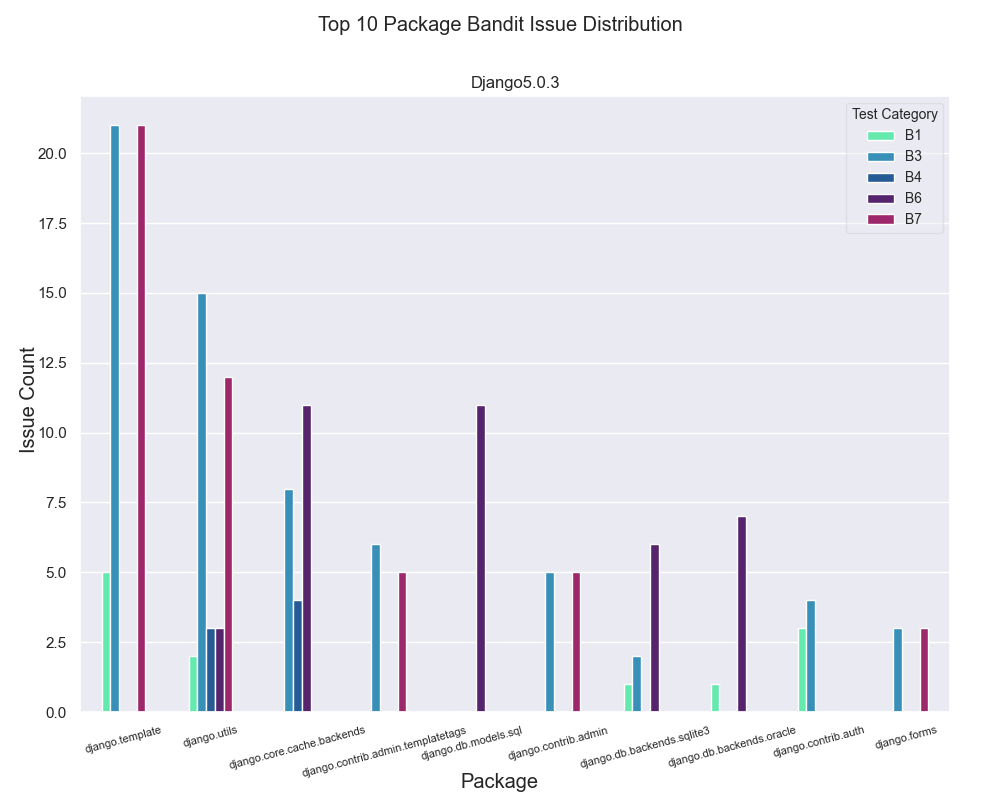 Top 10 Package Bandit Issue Distribution
Django5.0.3
Test Category
B1
B3
B4
B6
B7
Issue Count
20.0
17.5
15.0
12.5
10.0
7.5
5.0
2.5
0.0
django.template
django.utils
django.core.cache.backends
django.contrib.admin.templatetags
django.db.models.sql
django.contrib.admin
django.db.backends.sqlite3
django.db.backends.oracle
django.contrib.auth
django.forms
Package